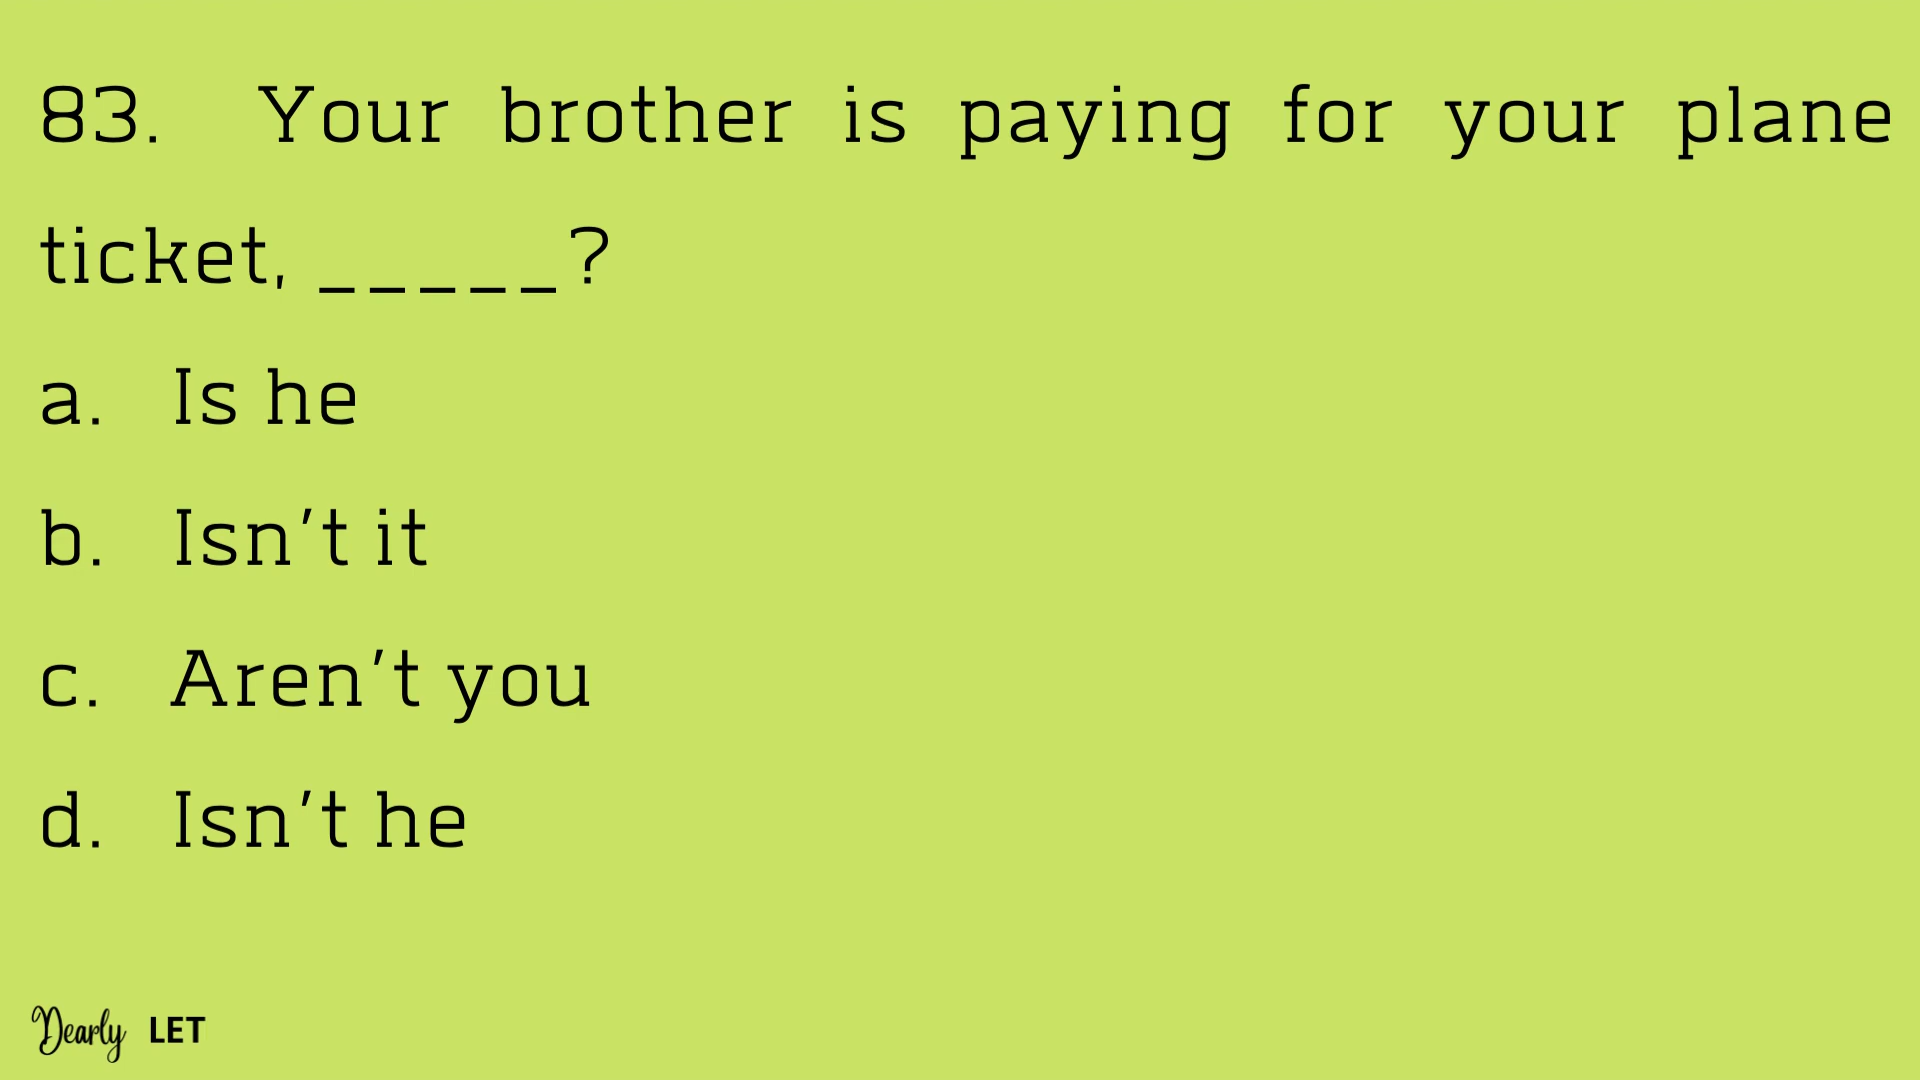 83. Your brother is paying for your plane
ticket, _____?
a. Is he
b. Isn’t it
c. Aren’t you
d. Isn’t he
Dearly LET